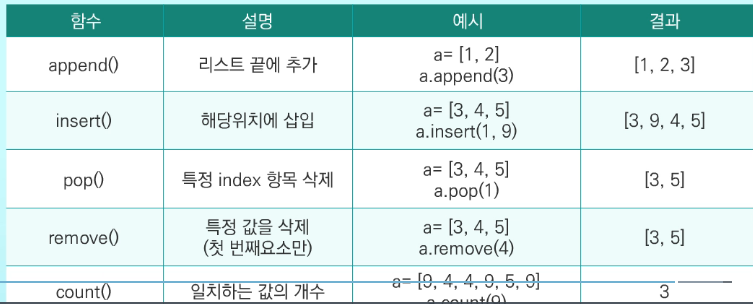 함수 설명 예시 결과
append() 리스트 끝에 추가 a= [1, 2] [1, 2, 3]
a.append(3)
insert() 해당위치에 삽입 a= [3, 4, 5] [3, 9, 4, 5]
a.insert(1, 9)
pop() 특정 index 항목 삭제 a= [3, 4, 5] [3, 5]
a.pop(1)
remove() 특정 값을 삭제 a= [3, 4, 5] [3, 5]
(첫 번째요소만) a.remove(4)
count() 일치하는 값의 개수 a= [9, 4, 4, 9, 5, 9] 3
a.count(9)